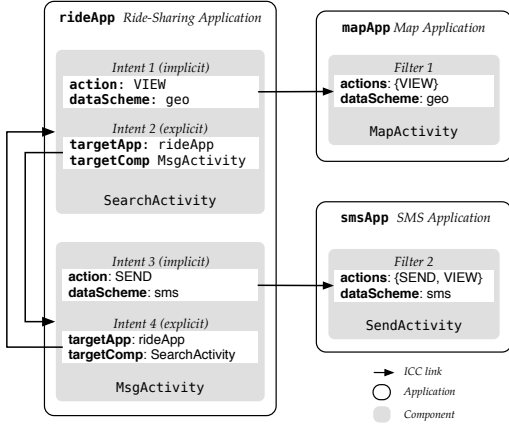 rideApp Ride-Sharing Application
Intent 1 (implicit)
action: VIEW
dataScheme: geo
Intent 2 (explicit)
targetApp: rideApp
targetComp MsgActivity
SearchActivity
Intent 3 (implicit)
action: SEND
dataScheme: sms
Intent 4 (explicit)
targetApp: rideApp
targetComp: SearchActivity
MsgActivity
mapApp Map Application
Filter 1
actions: {VIEW}
dataScheme: geo
MapActivity
smsApp SMS Application
Filter 2
actions: {SEND, VIEW}
dataScheme: sms
SendActivity
ICC link
Application
Component